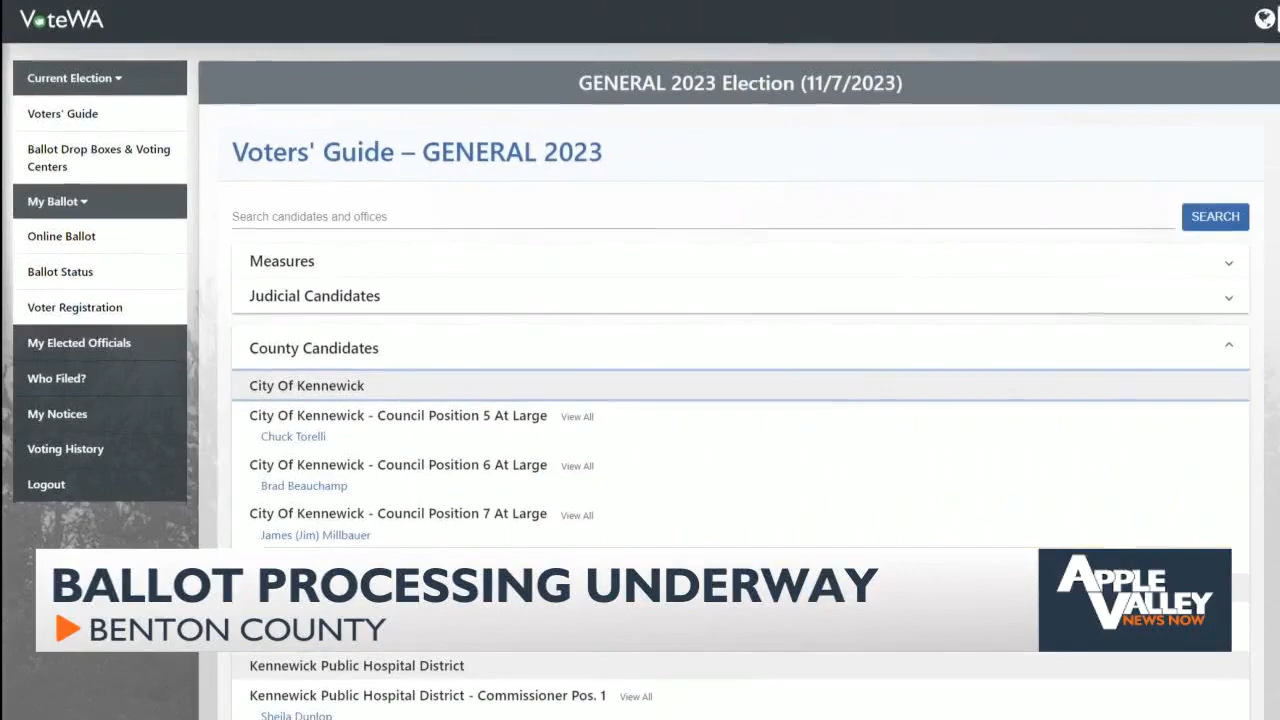 VoteWA
Current Election
Voters' Guide
Ballot Drop Boxes & Voting
Centers
My Ballot
Online Ballot
Ballot Status
Voter Registration
My Elected Officials
Who Filed?
My Notices
Voting History
Logout
GENERAL 2023 Election (11/7/2023)
Voters' Guide – GENERAL 2023
Search candidates and offices
SEARCH
Measures
Judicial Candidates
County Candidates
City Of Kennewick
City Of Kennewick - Council Position 5 At Large View All
Chuck Torelli
City Of Kennewick - Council Position 6 At Large View All
Brad Beauchamp
City Of Kennewick - Council Position 7 At Large View All
James (Jim) Millbauer
BALLOT PROCESSING UNDERWAY
BENTON COUNTY
APPLE
VALLEY
NEWS NOW
Kennewick Public Hospital District
Kennewick Public Hospital District - Commissioner Pos. 1 View All
Sheila Dunlop